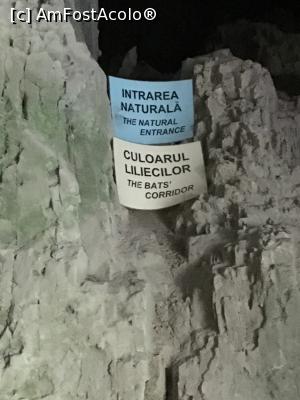 [c] AmFostAcolo®
INTRAREA
NATURALĂ
THE NATURAL
ENTRANCE
CULOARUL
LILIECILOR
THE BATS'
CORRIDOR